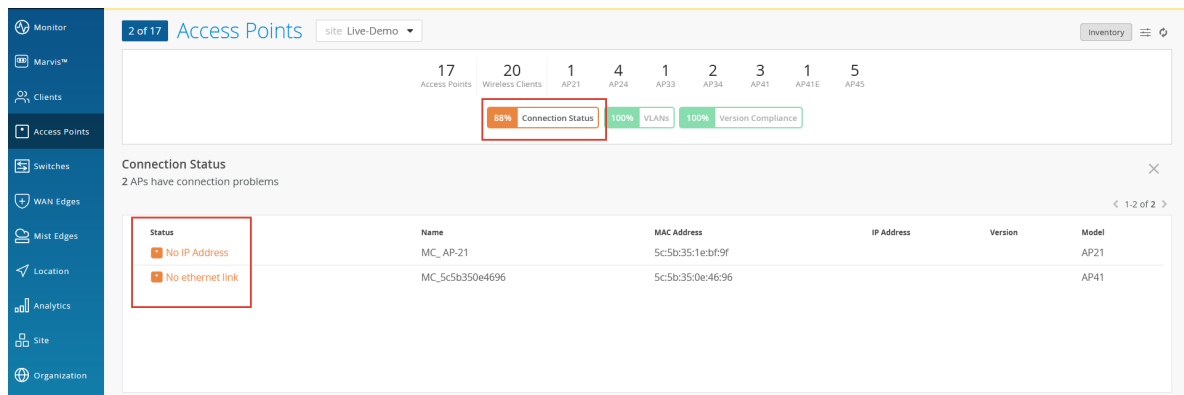 Monitor
Marvis™
Clients
Access Points
Switches
WAN Edges
Mist Edges
Location
Analytics
Site
Organization
2 of 17 Access Points site Live-Demo
Inventory
17 20 1 4 1 2 3 1 5
Access Points Wireless Clients AP21 AP24 AP33 AP34 AP41 AP41E AP45
88% Connection Status 100% VLANs 100% Version Compliance
Connection Status
2 APs have connection problems
1-2 of 2
Status Name MAC Address IP Address Version Model
No IP Address MC_ AP-21 5c:5b:35:1e:bf:9f AP21
No ethernet link MC_5c5b350e4696 5c:5b:35:0e:46:96 AP41